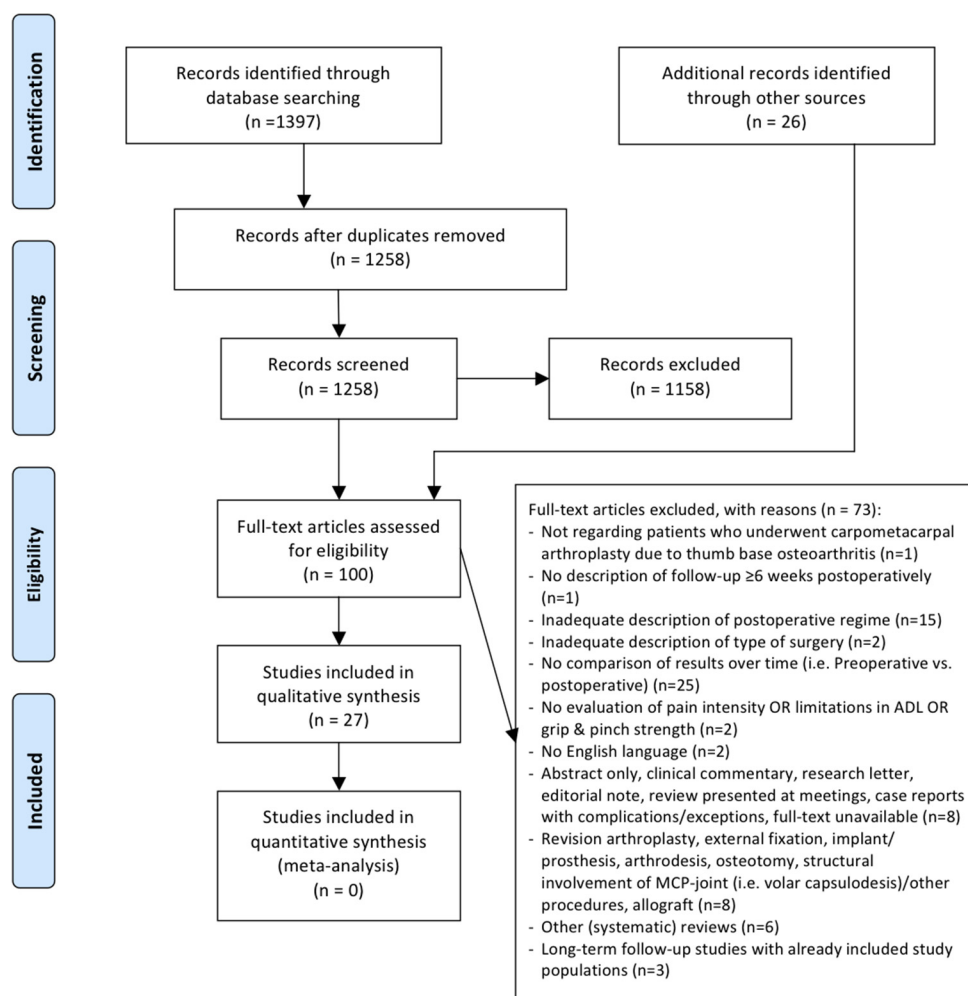 Identification
Records identified through
database searching
(n =1397)
Additional records identified
through other sources
(n = 26)
Records after duplicates removed
(n = 1258)
Screening
Records screened
(n = 1258)
Records excluded
(n = 1158)
Eligibility
Full-text articles assessed
for eligibility
(n = 100)
Full-text articles excluded, with reasons (n = 73):
- Not regarding patients who underwent carpometacarpal
arthroplasty due to thumb base osteoarthritis (n=1)
- No description of follow-up ≥6 weeks postoperatively
(n=1)
- Inadequate description of postoperative regime (n=15)
- Inadequate description of type of surgery (n=2)
- No comparison of results over time (i.e. Preoperative vs.
postoperative) (n=25)
- No evaluation of pain intensity OR limitations in ADL OR
grip & pinch strength (n=2)
- No English language (n=2)
- Abstract only, clinical commentary, research letter,
editorial note, review presented at meetings, case reports
with complications/exceptions, full-text unavailable (n=8)
- Revision arthroplasty, external fixation, implant/
prosthesis, arthrodesis, osteotomy, structural
involvement of MCP-joint (i.e. volar capsulodesis)/other
procedures, allograft (n=8)
- Other (systematic) reviews (n=6)
- Long-term follow-up studies with already included study
populations (n=3)
Studies included in
qualitative synthesis
(n = 27)
Included
Studies included in
quantitative synthesis
(meta-analysis)
(n = 0)